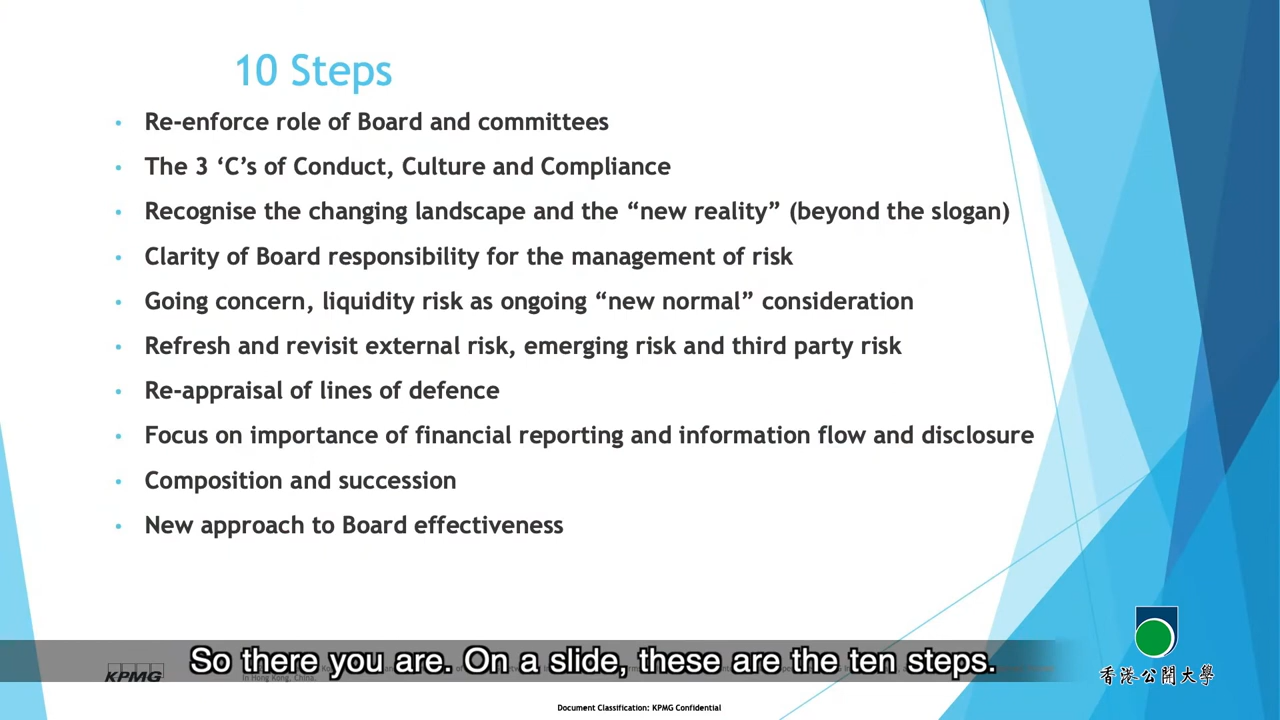 10 Steps
• Re-enforce role of Board and committees
• The 3 ‘C’s of Conduct, Culture and Compliance
• Recognise the changing landscape and the “new reality” (beyond the slogan)
• Clarity of Board responsibility for the management of risk
• Going concern, liquidity risk as ongoing “new normal” consideration
• Refresh and revisit external risk, emerging risk and third party risk
• Re-appraisal of lines of defence
• Focus on importance of financial reporting and information flow and disclosure
• Composition and succession
• New approach to Board effectiveness
So there you are. On a slide, these are the ten steps.
KPMG
in Hong Kong, China.
香港公開大學
Document Classification: KPMG Confidential